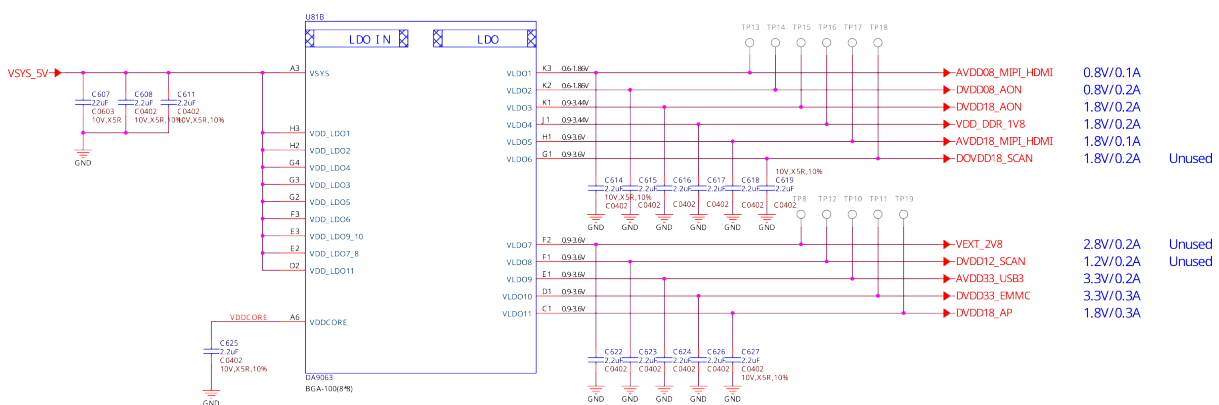 U81B
LDO IN
LDO
TP13
TP14
TP15
TP16
TP17
TP18
VSYS_5V
A3
VSYS
VLDO1
K3
0.6-1.86V
AVDD08_MIPI_HDMI
0.8V/0.1A
VLDO2
K2
0.6-1.86V
DVDD08_AON
0.8V/0.2A
VLDO3
K1
0.9-3.44V
DVDD18_AON
1.8V/0.2A
VLDO4
J1
0.9-3.44V
VDD_DDR_1V8
1.8V/0.2A
VLDO5
H1
0.9-3.6V
AVDD18_MIPI_HDMI
1.8V/0.1A
VLDO6
G1
0.9-3.6V
DOVDD18_SCAN
1.8V/0.2A
Unused
C607
22uF
C0603
10V,X5R
C608
2.2uF
C0402
10V,X5R,10%
C611
2.2uF
C0402
10V,X5R,10%
GND
H3
VDD_LDO1
H2
VDD_LDO2
G4
VDD_LDO4
G3
VDD_LDO3
G2
VDD_LDO5
F3
VDD_LDO6
E3
VDD_LDO9_10
E2
VDD_LDO7_8
D2
VDD_LDO11
10V,X5R,10%
C614
2.2uF
10V,X5R,10%
C0402
C615
2.2uF
C0402
C616
2.2uF
C0402
C617
2.2uF
C0402
C618
2.2uF
C0402
C619
2.2uF
C0402
GND
GND
GND
GND
GND
GND
TP8
TP12
TP10
TP11
TP19
VLDO7
F2
0.9-3.6V
VEXT_2V8
2.8V/0.2A
Unused
VLDO8
F1
0.9-3.6V
DVDD12_SCAN
1.2V/0.2A
Unused
VLDO9
E1
0.9-3.6V
AVDD33_USB3
3.3V/0.2A
VLDO10
D1
0.9-3.6V
DVDD33_EMMC
3.3V/0.3A
VLDO11
C1
0.9-3.6V
DVDD18_AP
1.8V/0.3A
VDDCORE
A6
VDDCORE
C625
2.2uF
C0402
10V,X5R,10%
GND
C622
2.2uF
C0402
C623
2.2uF
C0402
C624
2.2uF
C0402
C626
2.2uF
C0402
C627
2.2uF
C0402
10V,X5R,10%
GND
GND
GND
GND
GND
DA9063
BGA-100(8*8)